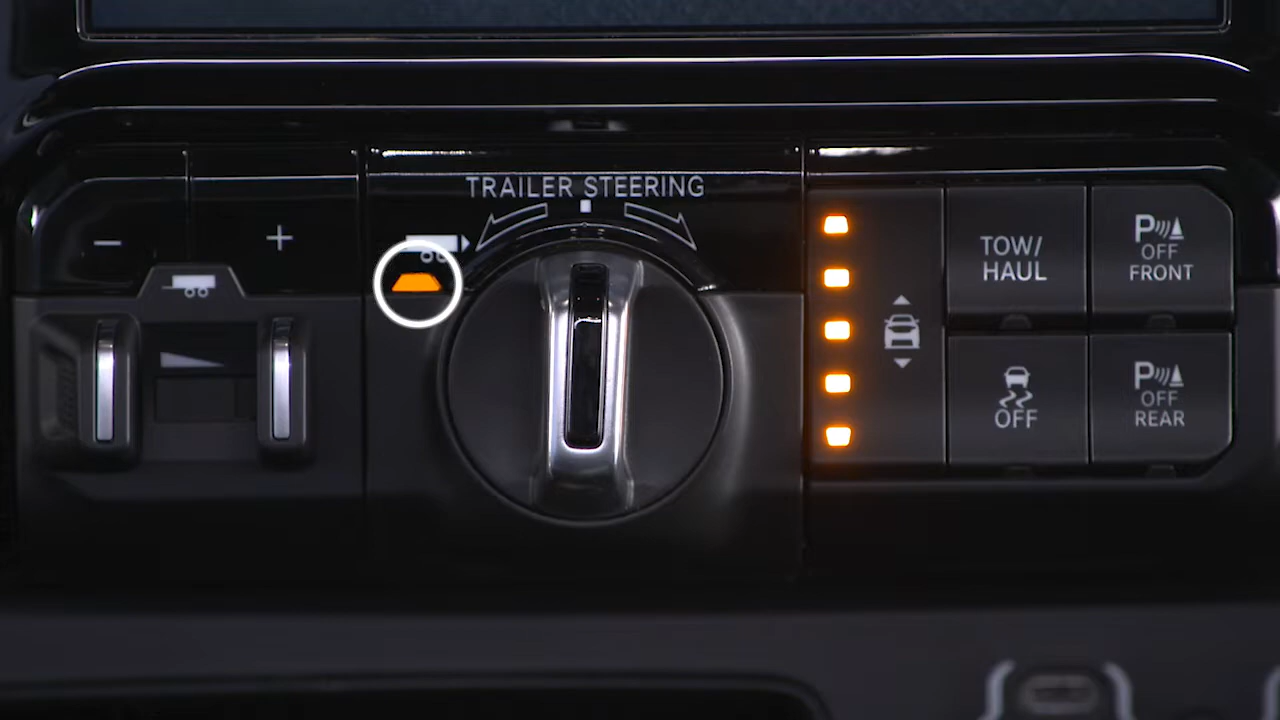 TRAILER STEERING
−
+
TOW/
HAUL
P
OFF
FRONT
OFF
P
OFF
REAR